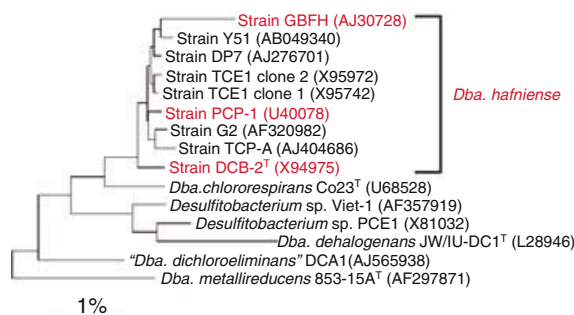 Strain GBFH (AJ30728)
Strain Y51 (AB049340)
Strain DP7 (AJ276701)
Strain TCE1 clone 2 (X95972)
Strain TCE1 clone 1 (X95742)
Dba. hafniense
Strain PCP-1 (U40078)
Strain G2 (AF320982)
Strain TCP-A (AJ404686)
Strain DCB-2ᵀ (X94975)
Dba.chlororespirans Co23ᵀ (U68528)
Desulfitobacterium sp. Viet-1 (AF357919)
Desulfitobacterium sp. PCE1 (X81032)
Dba. dehalogenans JW/IU-DC1ᵀ (L28946)
“Dba. dichloroeliminans” DCA1(AJ565938)
Dba. metallireducens 853-15Aᵀ (AF297871)
1%